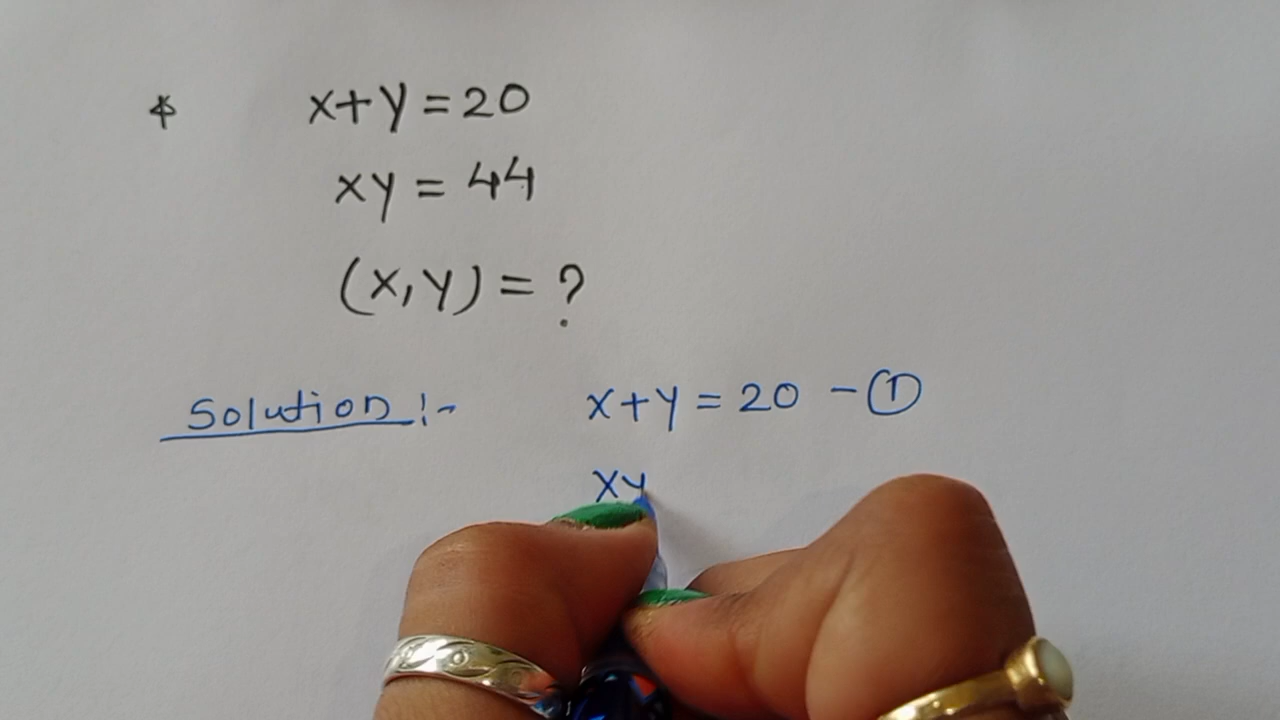 * x+y=20
xy = 44
(x,y) = ?
Solution :- x+y=20 -①
xy